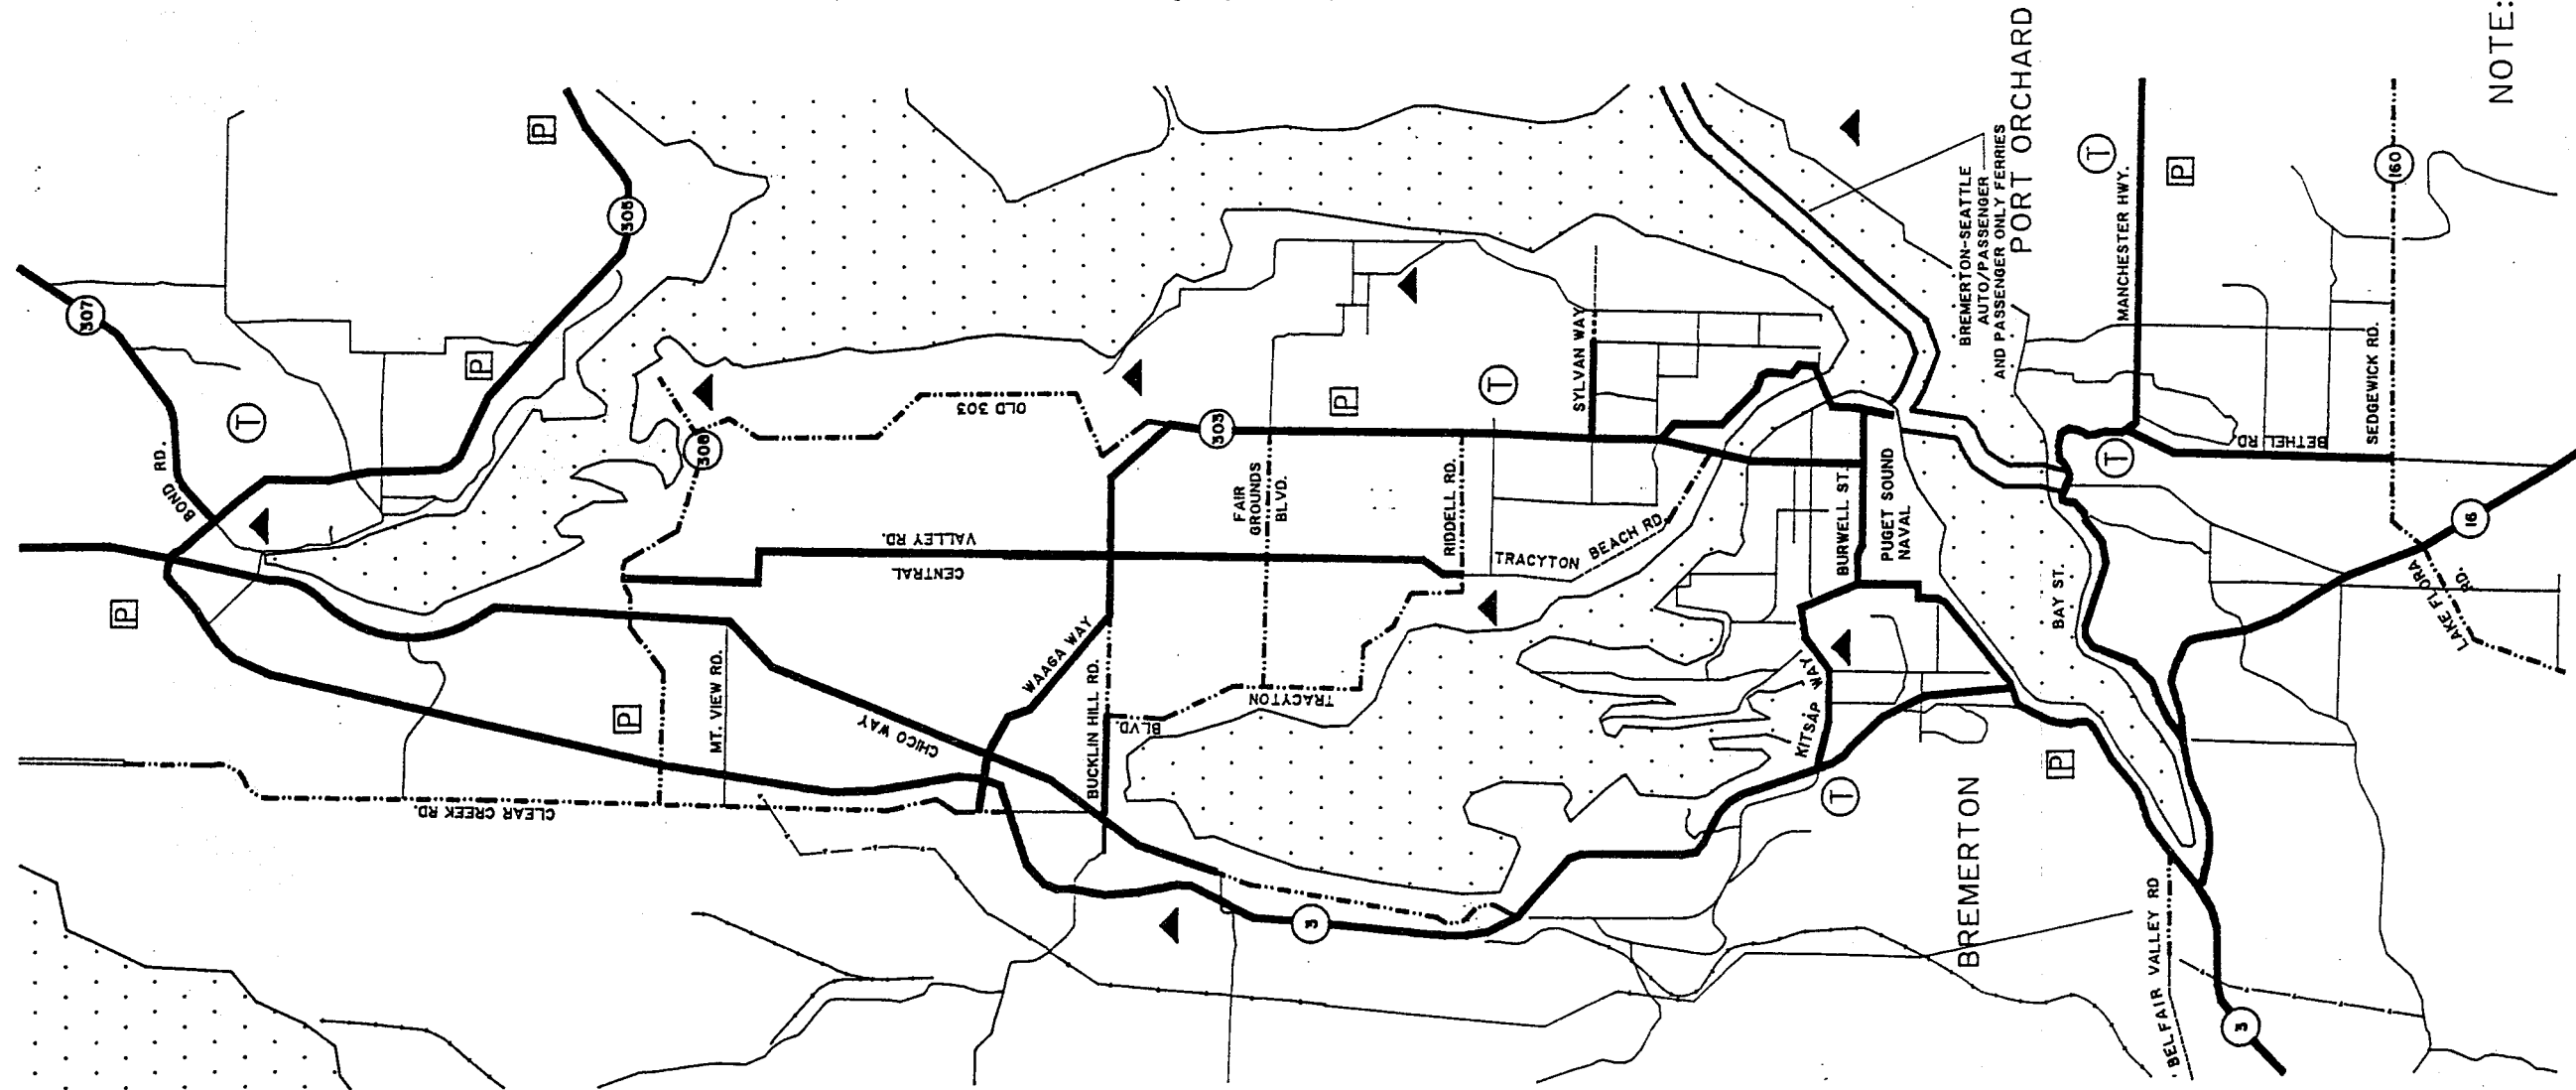 NOTE:
PORT ORCHARD
BREMERTON-SEATTLE
AUTO/PASSENGER
AND PASSENGER ONLY FERRIES
MANCHESTER HWY.
160
SEDGEWICK RD.
BETHEL RD
16
LAKE FLORA
RD.
BAY ST.
PUGET SOUND
NAVAL
BURWELL ST.
SYLVAN WAY
RIDDELL RD.
TRACYTON BEACH RD.
FAIR
GROUNDS
BLVD.
303
OLD 303
308
305
307
BOND RD.
CENTRAL
VALLEY RD.
WAAGA WAY
BUCKLIN HILL RD.
TRACYTON
BLVD.
CHICO WAY
MT. VIEW RD.
CLEAR CREEK RD.
KITSAP WAY
BREMERTON
BELFAIR VALLEY RD
3
3
P
P
P
P
P
P
P
T
T
T
T
T